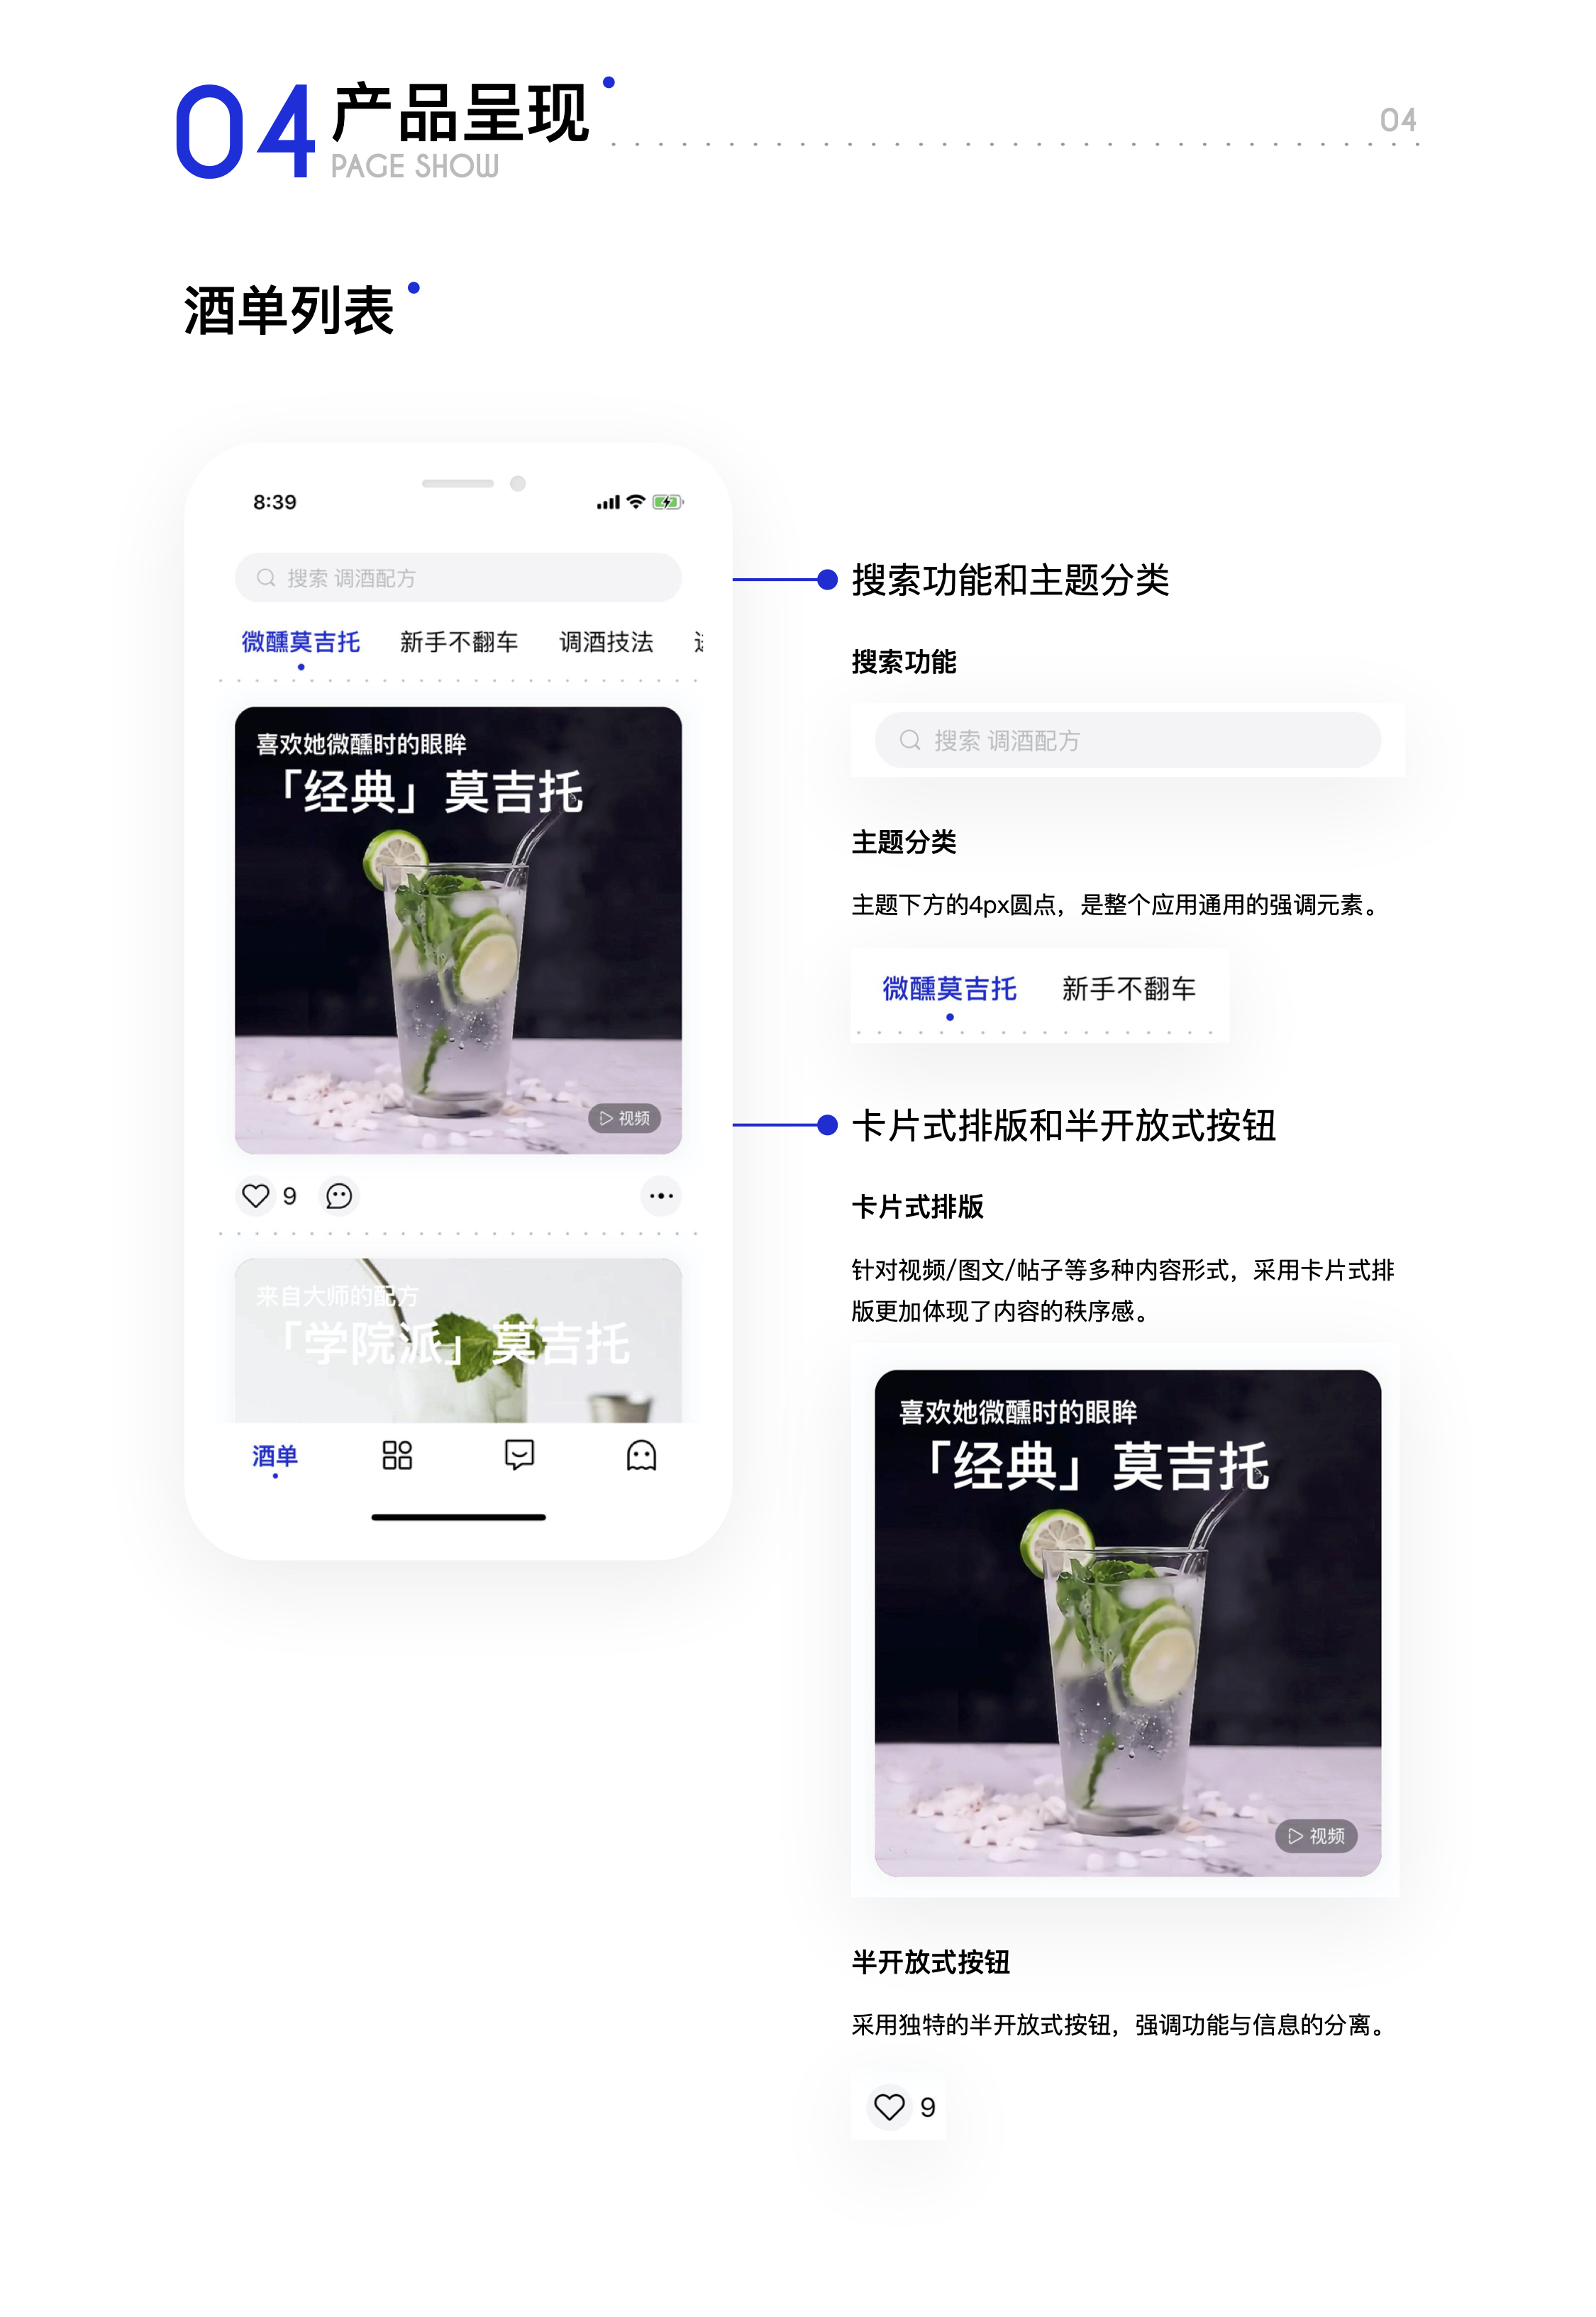 04 产品呈现
PAGE SHOW
04
酒单列表
8:39
搜索 调酒配方
微醺莫吉托 新手不翻车 调酒技法
喜欢她微醺时的眼眸
「经典」莫吉托
视频
9
来自大师的配方
「学院派」莫吉托
酒单
搜索功能和主题分类
搜索功能
搜索 调酒配方
主题分类
主题下方的4px圆点，是整个应用通用的强调元素。
微醺莫吉托 新手不翻车
卡片式排版和半开放式按钮
卡片式排版
针对视频/图文/帖子等多种内容形式，采用卡片式排
版更加体现了内容的秩序感。
喜欢她微醺时的眼眸
「经典」莫吉托
视频
半开放式按钮
采用独特的半开放式按钮，强调功能与信息的分离。
9